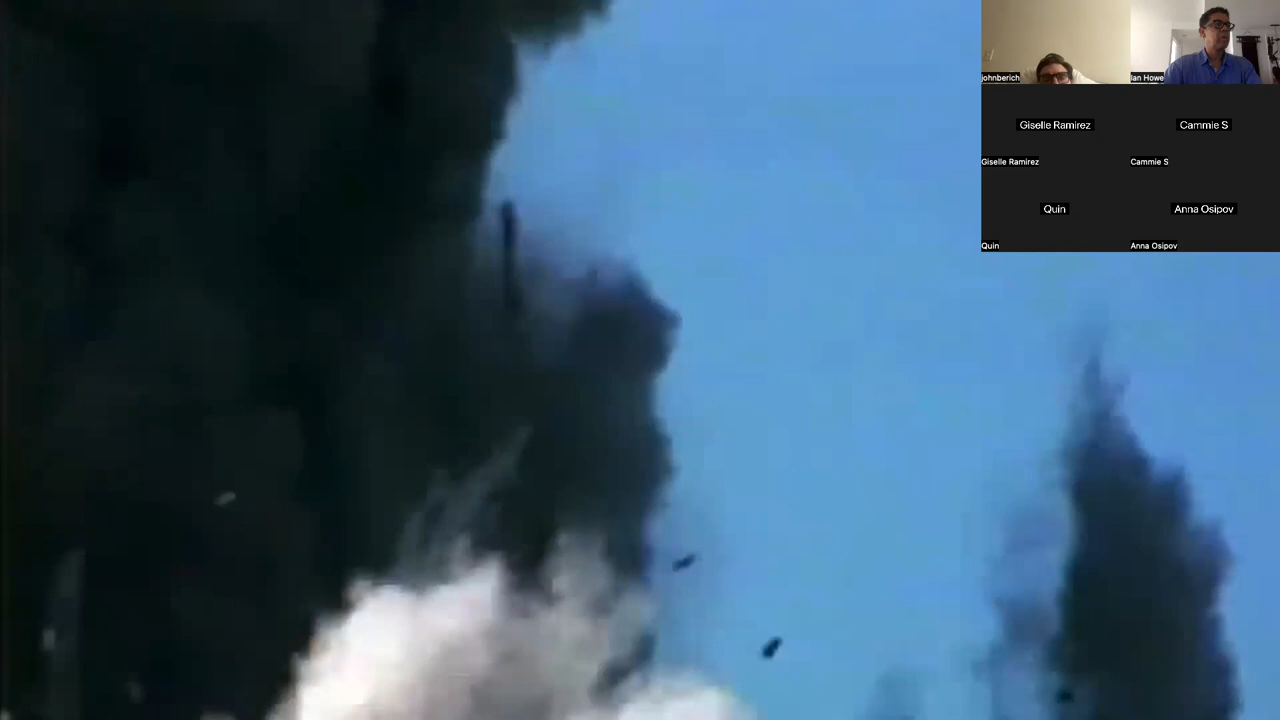 johnberich
Ian Howe
Giselle Ramirez
Cammie S
Giselle Ramirez
Cammie S
Quin
Anna Osipov
Quin
Anna Osipov